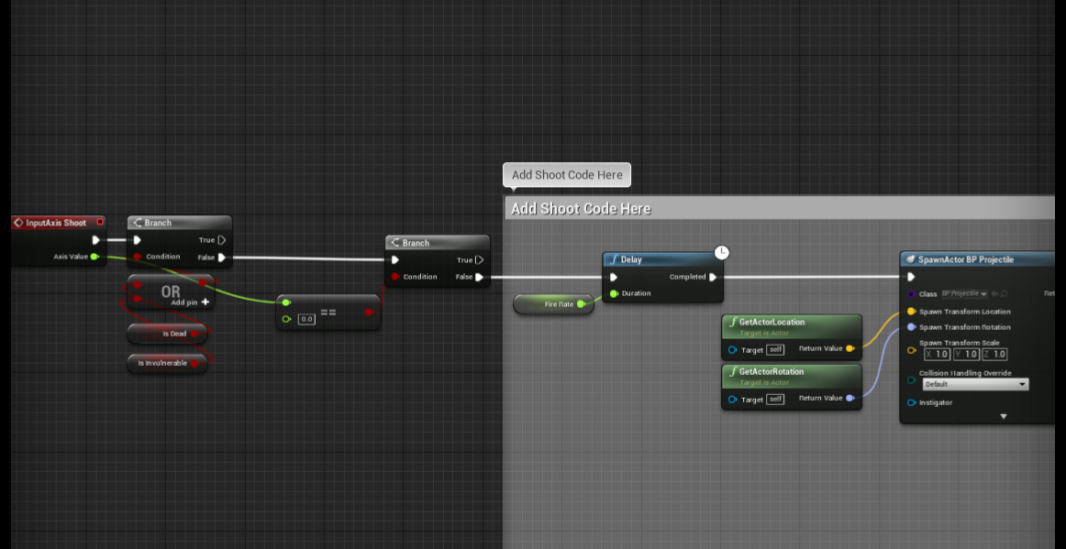 Add Shoot Code Here
Add Shoot Code Here
InputAxis Shoot
Axis Value
Branch
True
Condition
False
OR
Add pin
Is Dead
Is Invulnerable
==
0.0
Branch
True
Condition
False
Fire Rate
Delay
Completed
Duration
GetActorLocation
Target is Actor
Target self
Return Value
GetActorRotation
Target is Actor
Target self
Return Value
SpawnActor BP Projectile
Class BP Projectile
Spawn Transform Location
Spawn Transform Rotation
Spawn Transform Scale
X 1.0 Y 1.0 Z 1.0
Collision Handling Override
Default
Instigator